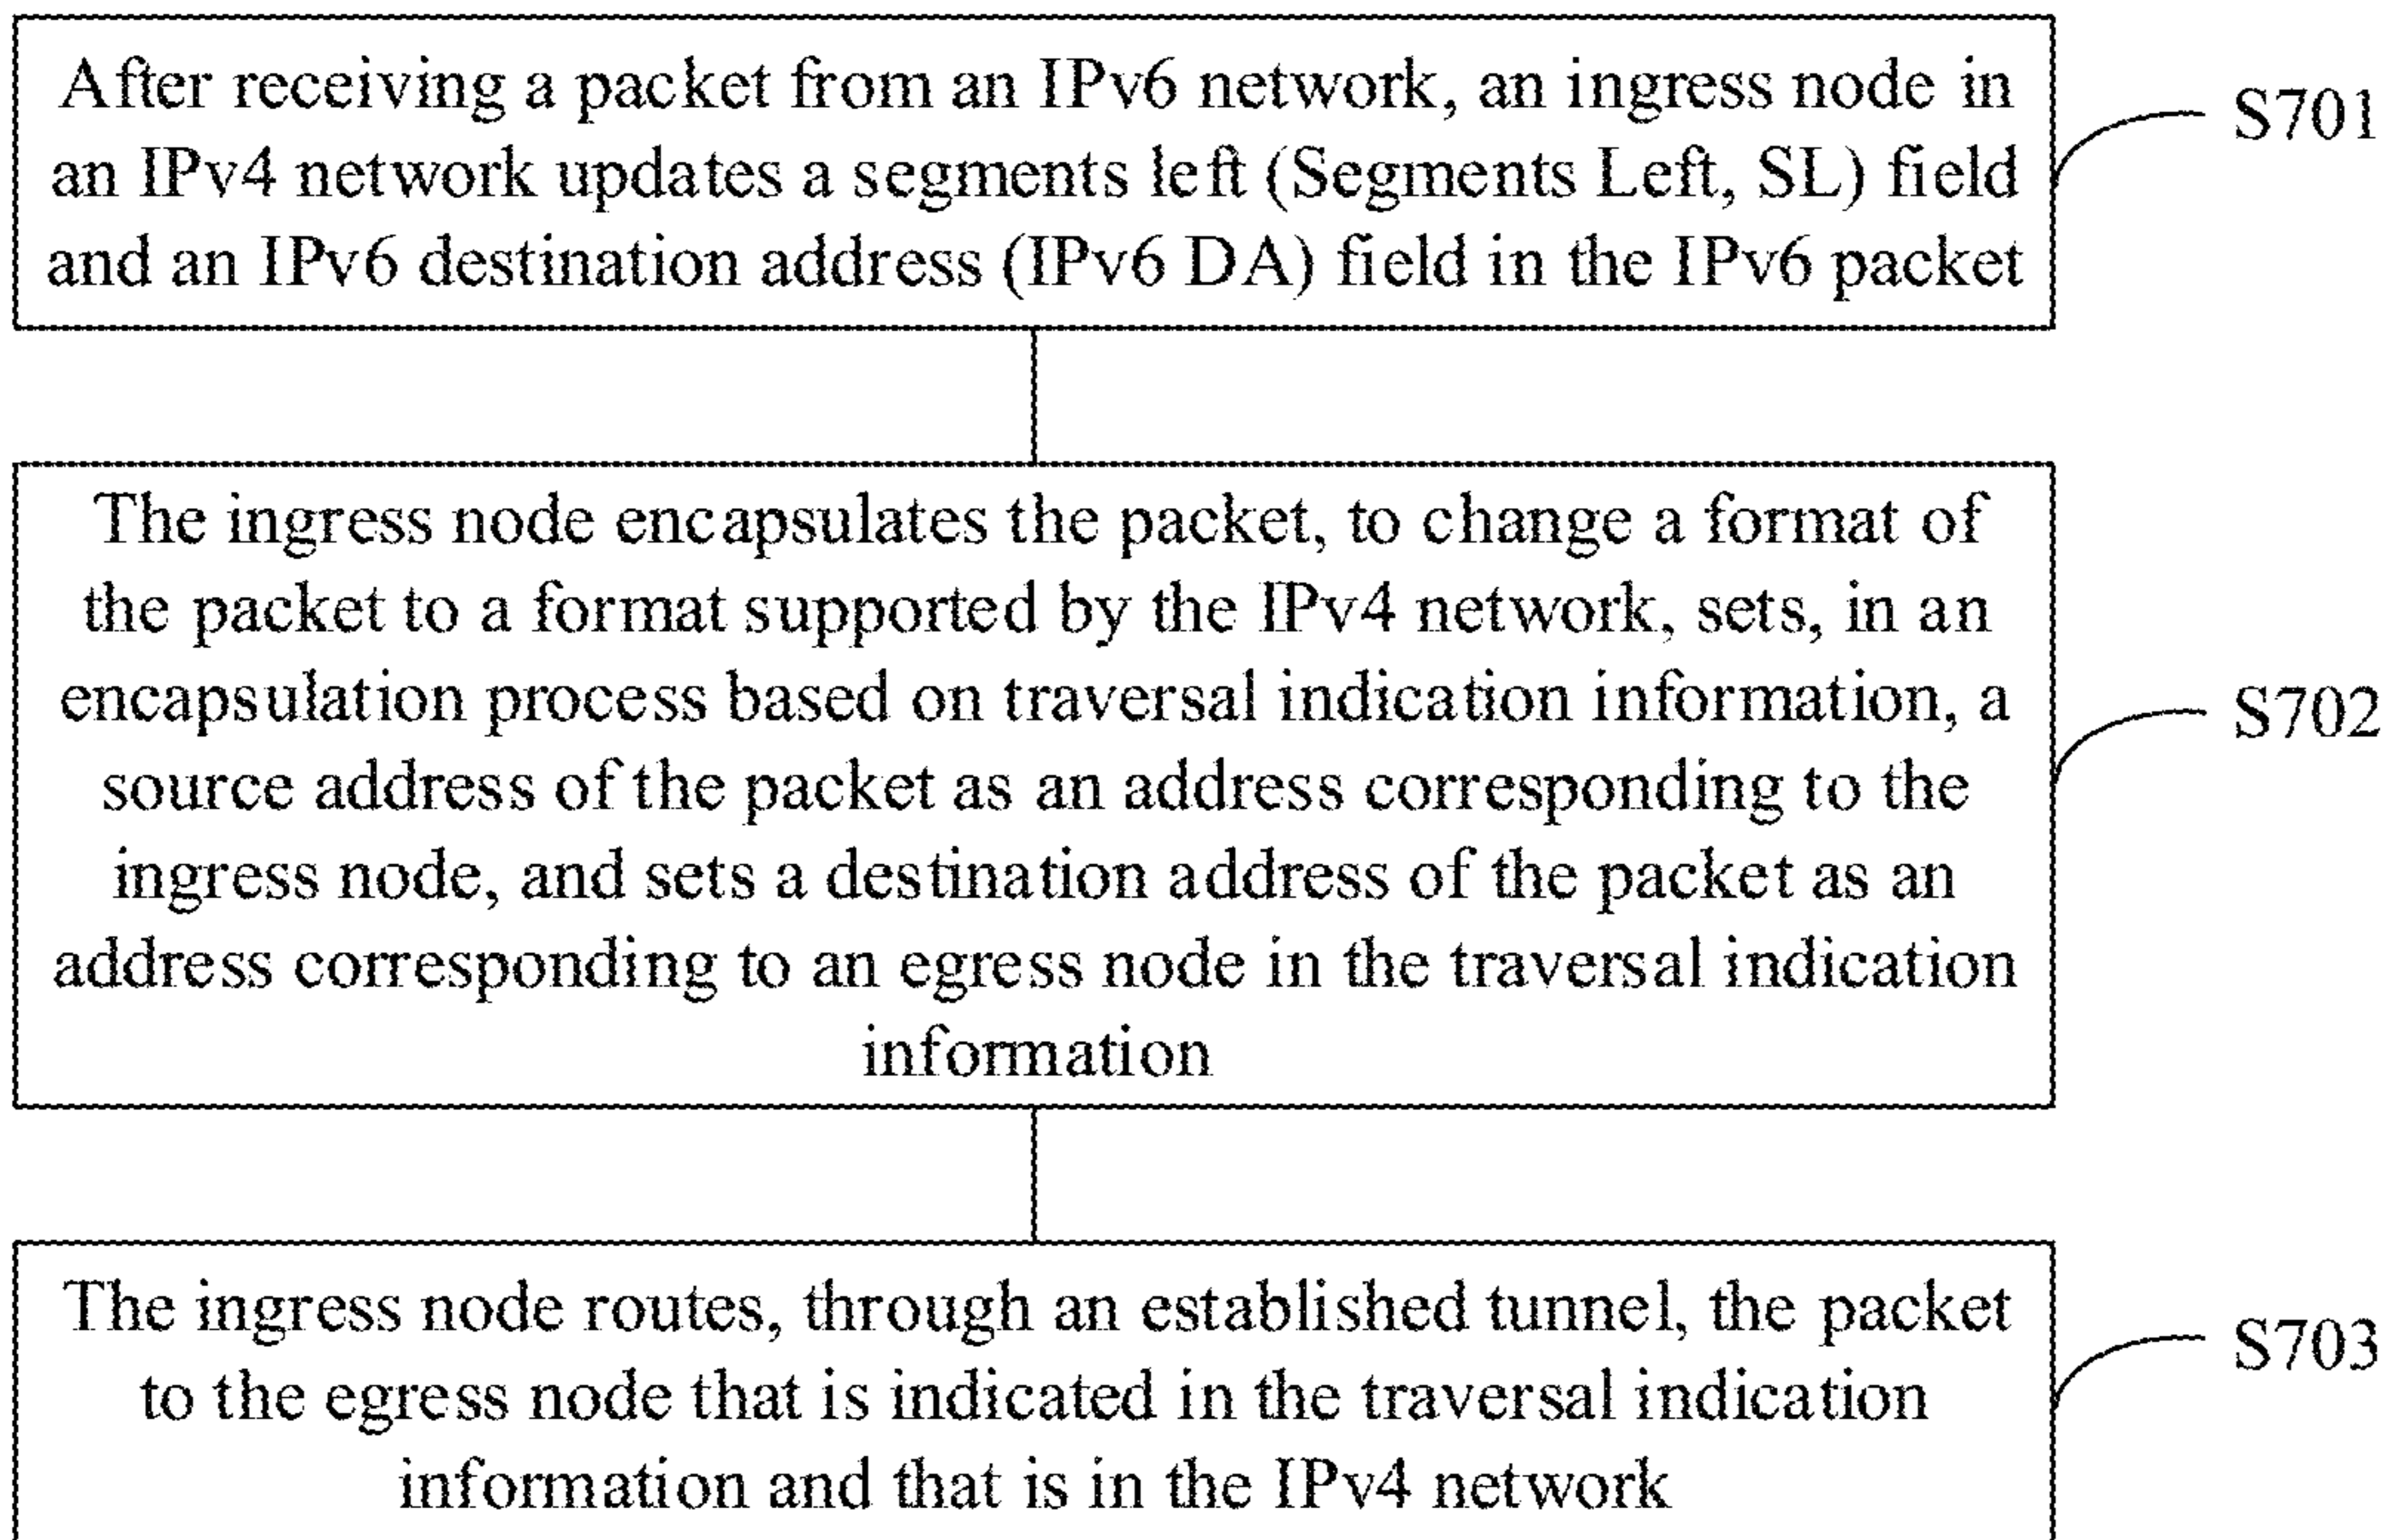 After receiving a packet from an IPv6 network, an ingress node in
an IPv4 network updates a segments left (Segments Left, SL) field
and an IPv6 destination address (IPv6 DA) field in the IPv6 packet
S701
The ingress node encapsulates the packet, to change a format of
the packet to a format supported by the IPv4 network, sets, in an
encapsulation process based on traversal indication information, a
source address of the packet as an address corresponding to the
ingress node, and sets a destination address of the packet as an
address corresponding to an egress node in the traversal indication
information
S702
The ingress node routes, through an established tunnel, the packet
to the egress node that is indicated in the traversal indication
information and that is in the IPv4 network
S703